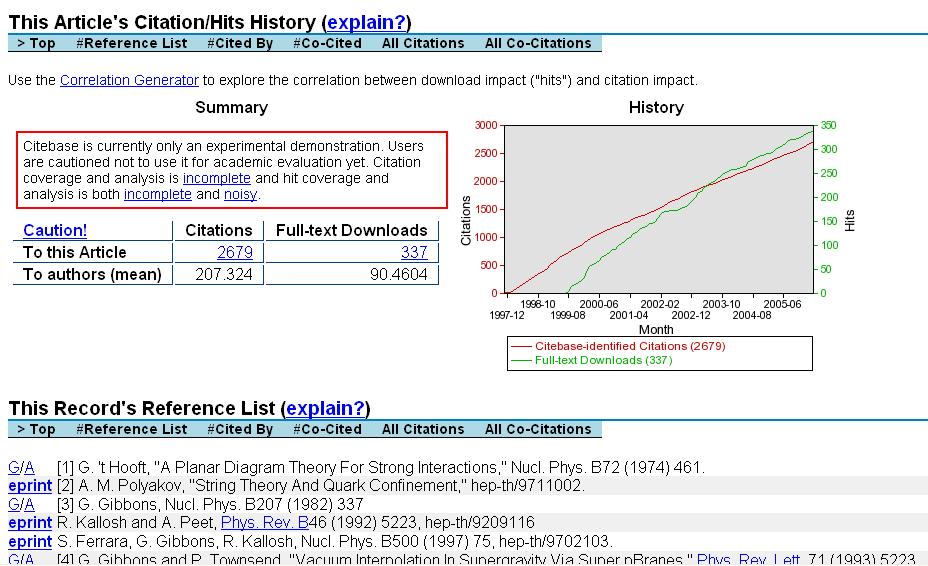 This Article's Citation/Hits History (explain?)
> Top #Reference List #Cited By #Co-Cited All Citations All Co-Citations
Use the Correlation Generator to explore the correlation between download impact ("hits") and citation impact.
Summary
Citebase is currently only an experimental demonstration. Users
are cautioned not to use it for academic evaluation yet. Citation
coverage and analysis is incomplete and hit coverage and
analysis is both incomplete and noisy.
Caution! Citations Full-text Downloads
To this Article 2679 337
To authors (mean) 207.324 90.4604
History
3000 350
2500 300
2000 250
1500 200
1000 150
500 100
0 50
0
Citations
Hits
1998-10 2000-06 2002-02 2003-10 2005-06
1997-12 1999-08 2001-04 2002-12 2004-08
Month
Citebase-identified Citations (2679)
Full-text Downloads (337)
This Record's Reference List (explain?)
> Top #Reference List #Cited By #Co-Cited All Citations All Co-Citations
G/A [1] G. 't Hooft, "A Planar Diagram Theory For Strong Interactions," Nucl. Phys. B72 (1974) 461.
eprint [2] A. M. Polyakov, "String Theory And Quark Confinement," hep-th/9711002.
G/A [3] G. Gibbons, Nucl. Phys. B207 (1982) 337
eprint R. Kallosh and A. Peet, Phys. Rev. B46 (1992) 5223, hep-th/9209116
eprint S. Ferrara, G. Gibbons, R. Kallosh, Nucl. Phys. B500 (1997) 75, hep-th/9702103.
G/A [4] G. Gibbons and P. Townsend, "Vacuum Interpolation In Supergravity Via Super pBranes," Phys. Rev. Lett. 71 (1993) 5223